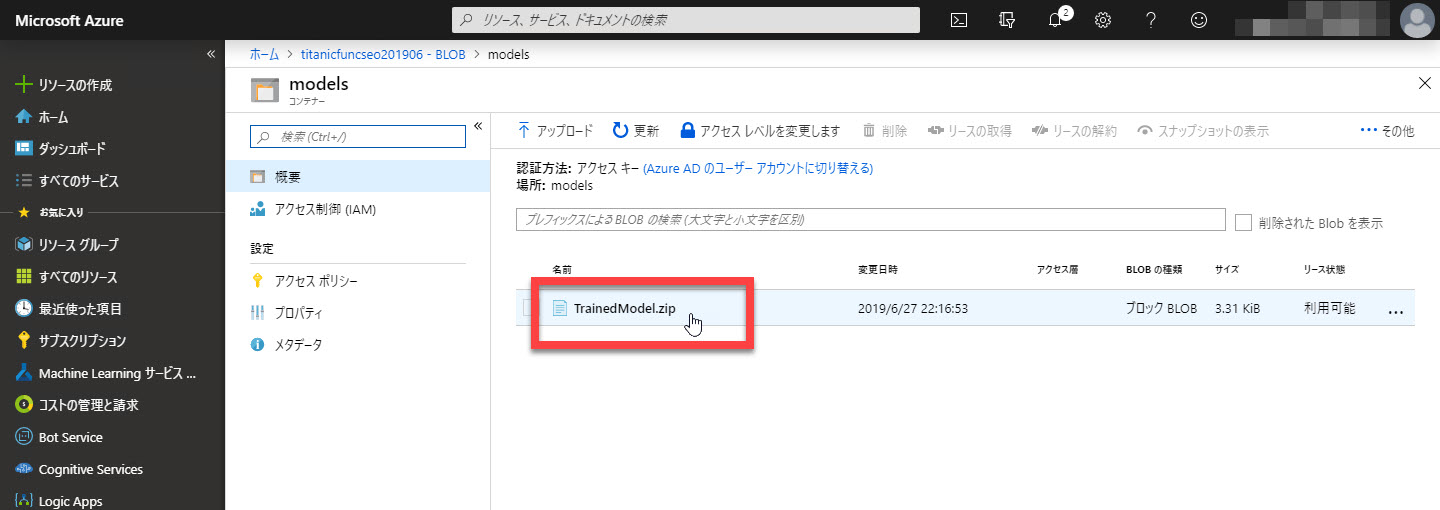 Microsoft Azure
リソース、サービス、ドキュメントの検索
2
リソースの作成
ホーム
ダッシュボード
すべてのサービス
お気に入り
リソース グループ
すべてのリソース
最近使った項目
サブスクリプション
Machine Learning サービス ...
コストの管理と請求
Bot Service
Cognitive Services
Logic Apps
ホーム > titanicfuncseo201906 - BLOB > models
models
コンテナー
検索 (Ctrl+/)
概要
アクセス制御 (IAM)
設定
アクセス ポリシー
プロパティ
メタデータ
アップロード 更新 アクセス レベルを変更します 削除 リースの取得 リースの解約 スナップショットの表示 ... その他
認証方法: アクセス キー (Azure AD のユーザー アカウントに切り替える)
場所: models
プレフィックスによる BLOB の検索 (大文字と小文字を区別)
削除された Blob を表示
名前 変更日時 アクセス層 BLOB の種類 サイズ リース状態
TrainedModel.zip 2019/6/27 22:16:53 ブロック BLOB 3.31 KiB 利用可能 ...